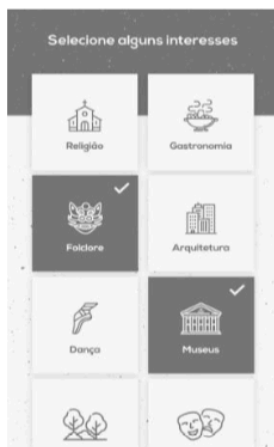 Selecione alguns interesses
Religião
Gastronomia
Folclore
Arquitetura
Dança
Museus